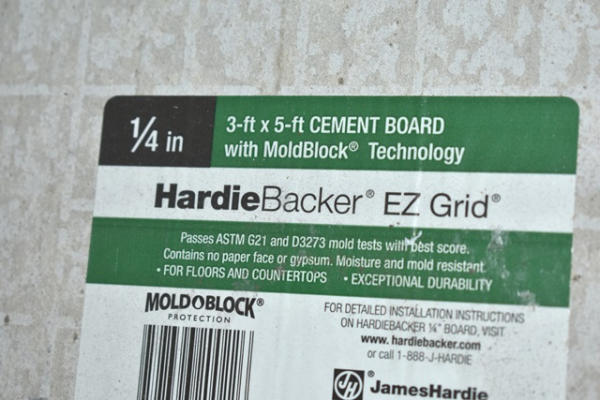 1/4 in
3-ft x 5-ft CEMENT BOARD
with MoldBlock® Technology
HardieBacker® EZ Grid®
Passes ASTM G21 and D3273 mold tests with best score.
Contains no paper face or gypsum. Moisture and mold resistant.
• FOR FLOORS AND COUNTERTOPS • EXCEPTIONAL DURABILITY
MOLDBLOCK®
PROTECTION
FOR DETAILED INSTALLATION INSTRUCTIONS
ON HARDIEBACKER ¼" BOARD, VISIT
www.hardiebacker.com
or call 1-888-J-HARDIE
JH ® JamesHardie